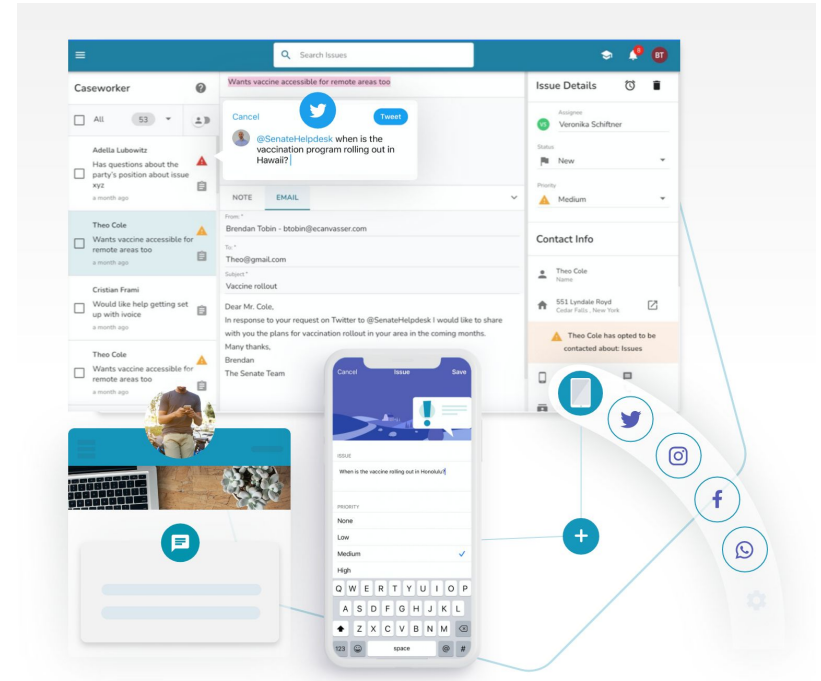 Search Issues
8
BT
Caseworker
All 53
Adella Lubowitz
Has questions about the
party's position about issue
xyz
a month ago
Theo Cole
Wants vaccine accessible for
remote areas too
a month ago
Cristian Frami
Would like help getting set
up with ivoice
a month ago
Theo Cole
Wants vaccine accessible for
remote areas too
a month ago
Wants vaccine accessible for remote areas too
Cancel
Tweet
@SenateHelpdesk when is the
vaccination program rolling out in
Hawaii?
NOTE EMAIL
From: *
Brendan Tobin - btobin@ecanvasser.com
To: *
Theo@gmail.com
Subject *
Vaccine rollout
Dear Mr. Cole,
In response to your request on Twitter to @SenateHelpdesk I would like to share
with you the plans for vaccination rollout in your area in the coming months.
Many thanks,
Brendan
The Senate Team
Issue Details
Assignee
VS Veronika Schiftner
Status
New
Priority
Medium
Contact Info
Theo Cole
Name
551 Lyndale Royd
Cedar Falls , New York
Theo Cole has opted to be
contacted about: Issues
Cancel Issue Save
ISSUE
When is the vaccine rolling out in Honolulu?
PRIORITY
None
Low
Medium
High
Q W E R T Y U I O P
A S D F G H J K L
Z X C V B N M
123 space @ #